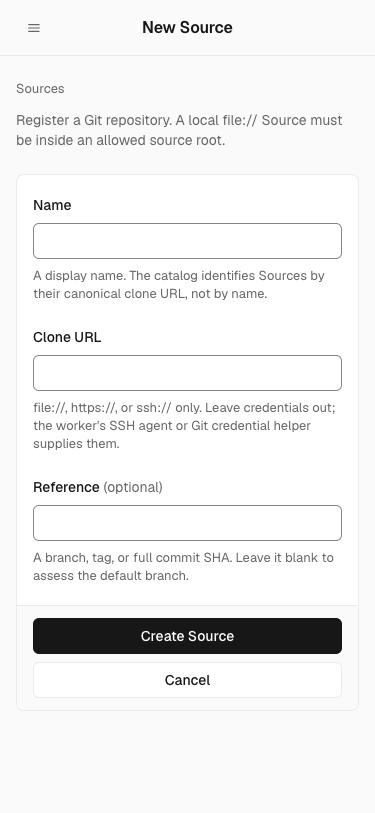 New Source
Sources
Register a Git repository. A local file:// Source must
be inside an allowed source root.
Name
A display name. The catalog identifies Sources by
their canonical clone URL, not by name.
Clone URL
file://, https://, or ssh:// only. Leave credentials out;
the worker's SSH agent or Git credential helper
supplies them.
Reference (optional)
A branch, tag, or full commit SHA. Leave it blank to
assess the default branch.
Create Source
Cancel